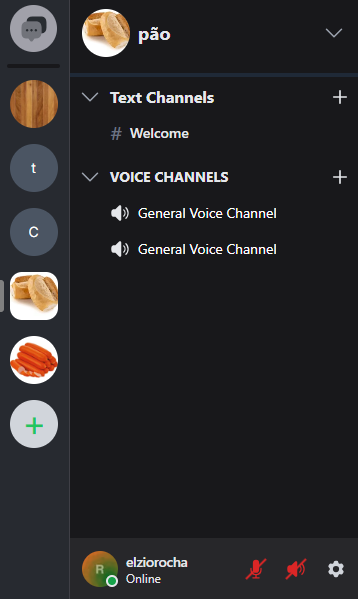 pão
Text Channels
# Welcome
t
VOICE CHANNELS
C
General Voice Channel
General Voice Channel
R
elziorocha
Online